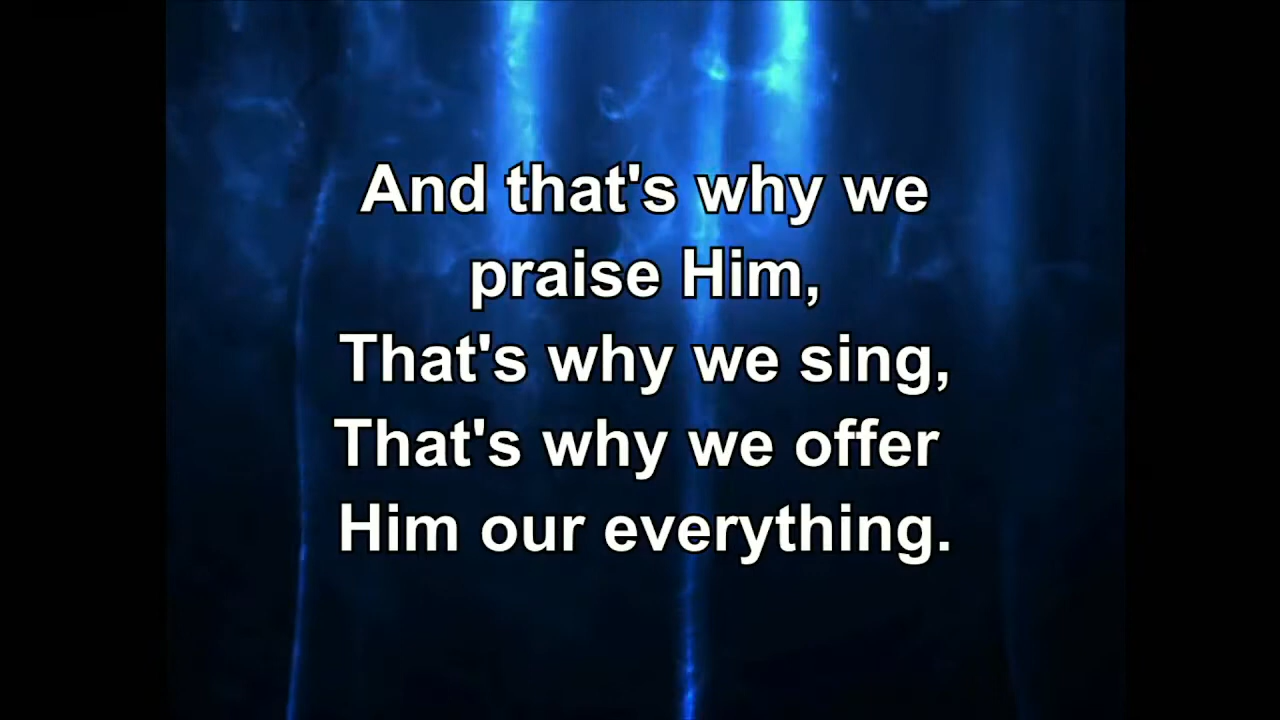 And that's why we
praise Him,
That's why we sing,
That's why we offer
Him our everything.